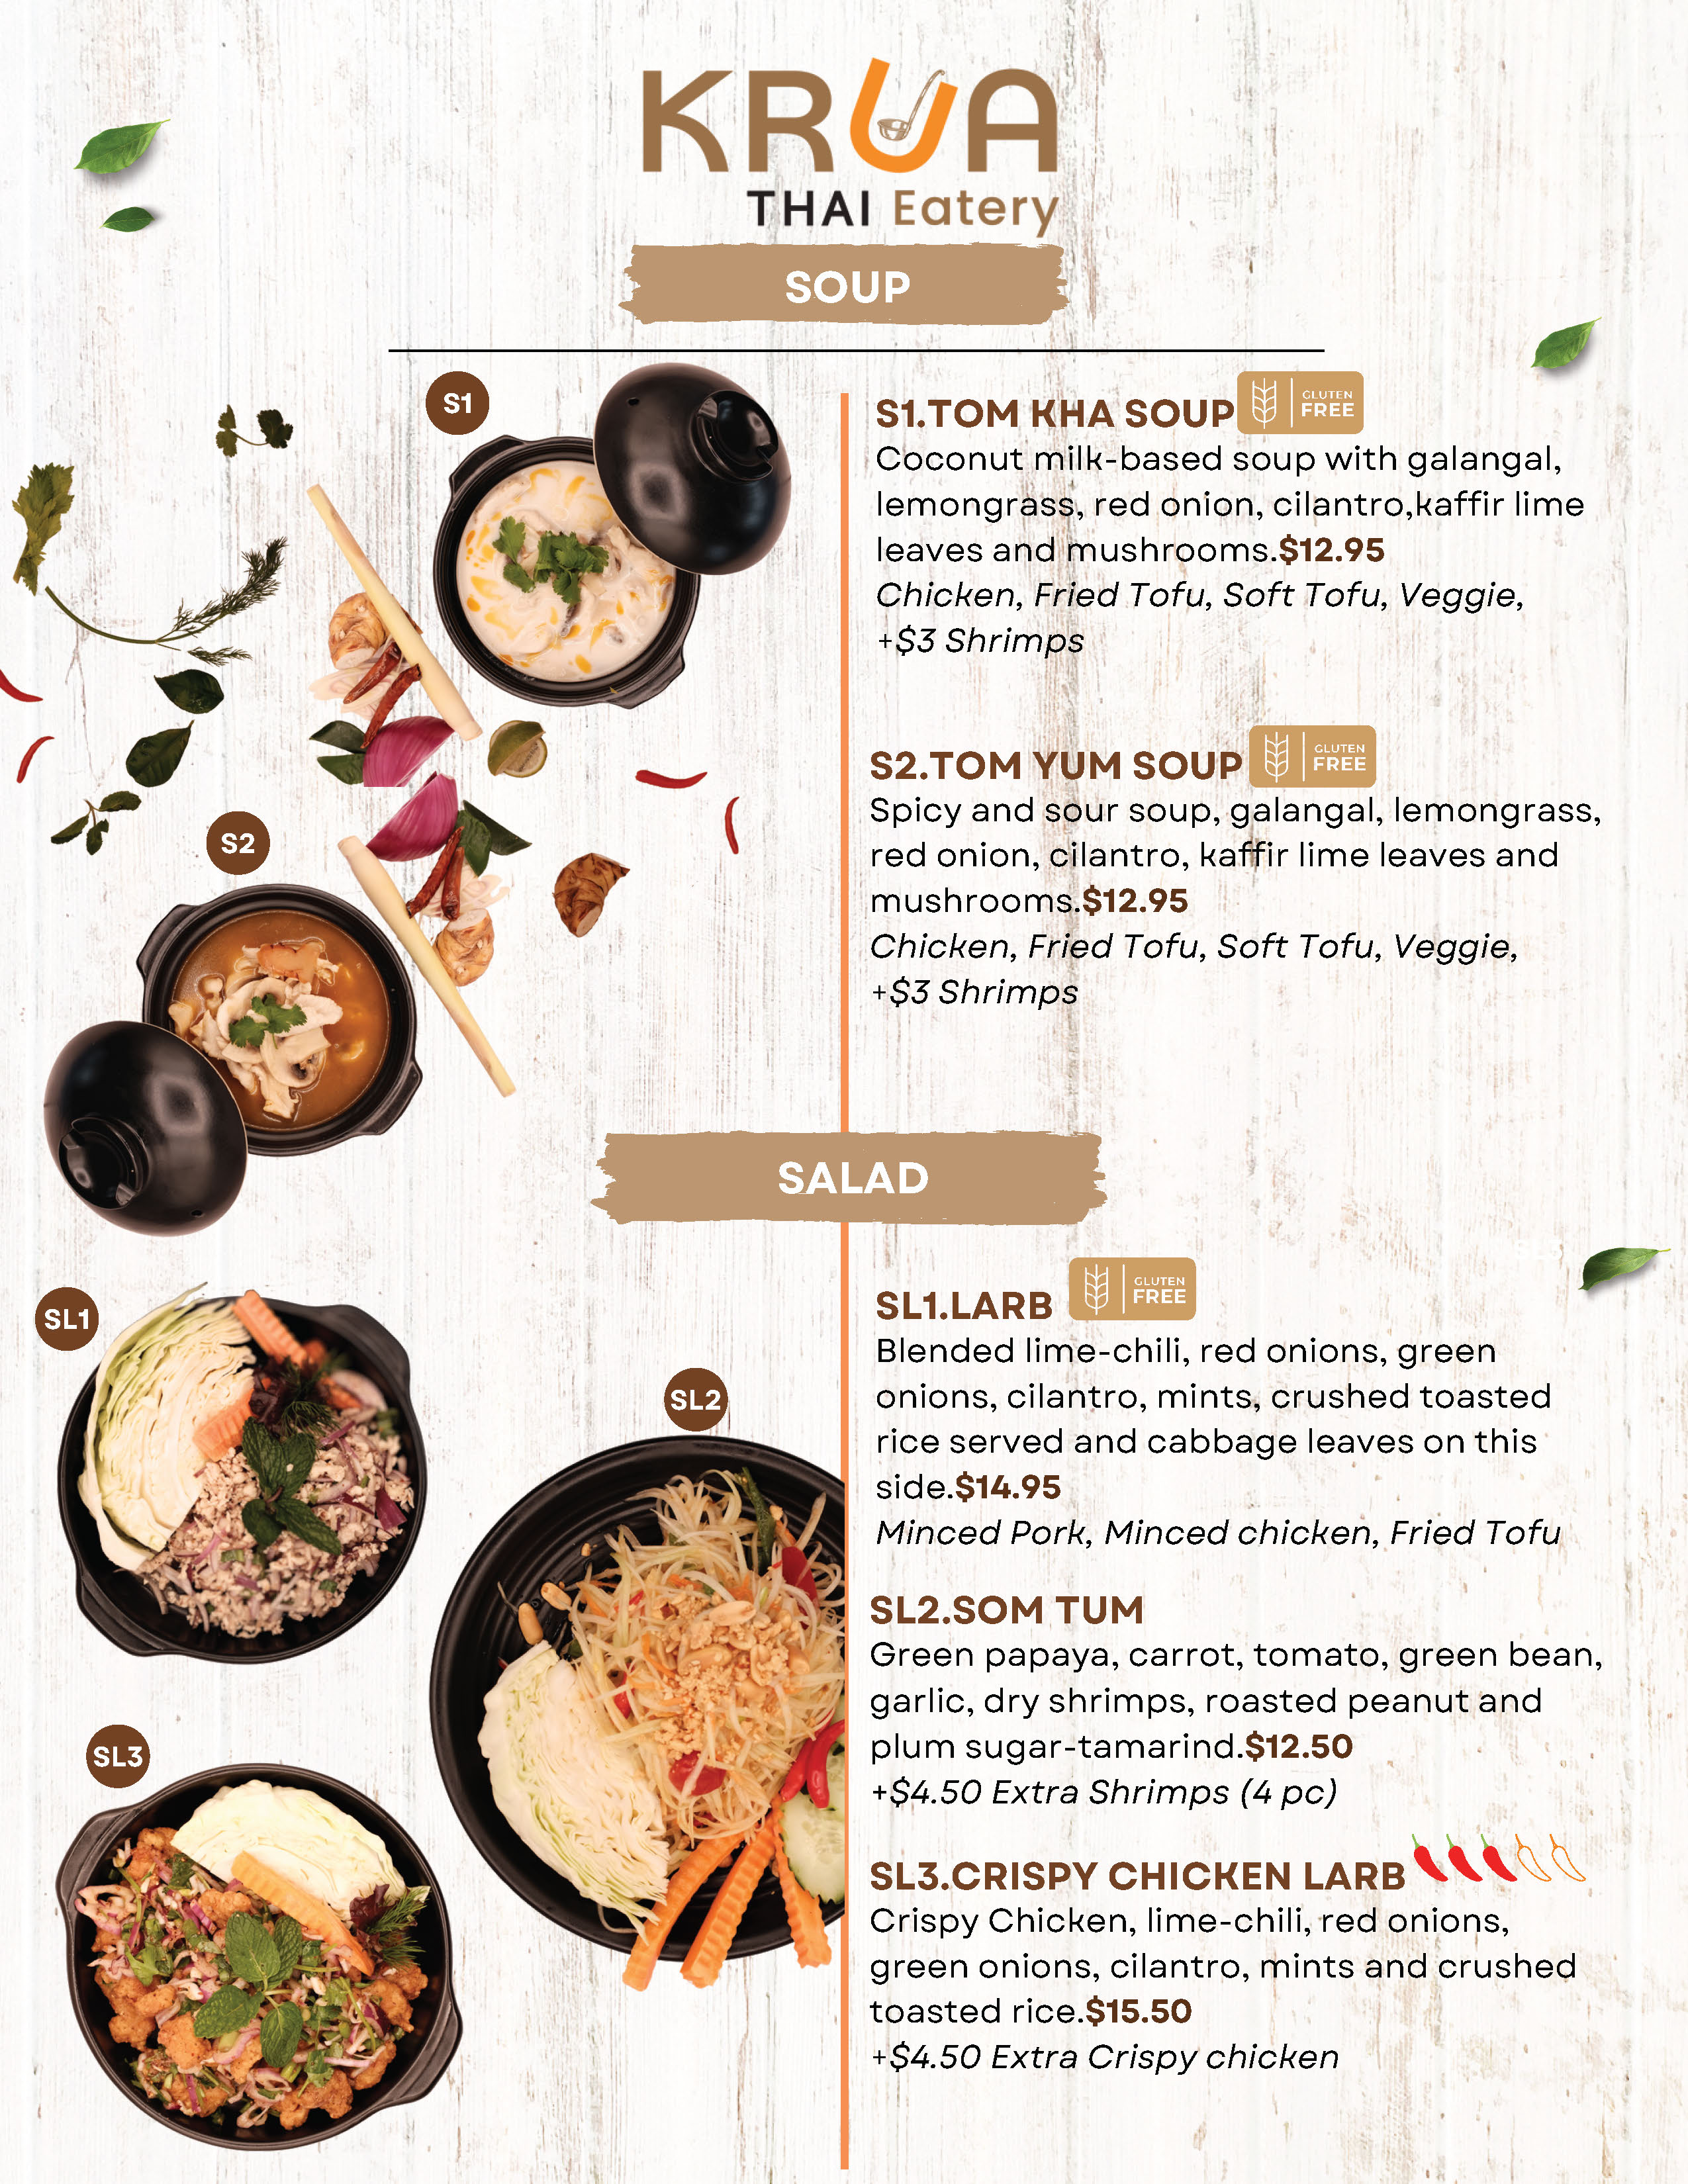 KRUA
THAI Eatery
SOUP
S1
S1.TOM KHA SOUP
GLUTEN
FREE
Coconut milk-based soup with galangal,
lemongrass, red onion, cilantro,kaffir lime
leaves and mushrooms.$12.95
Chicken, Fried Tofu, Soft Tofu, Veggie,
+$3 Shrimps
S2
S2.TOM YUM SOUP
GLUTEN
FREE
Spicy and sour soup, galangal, lemongrass,
red onion, cilantro, kaffir lime leaves and
mushrooms.$12.95
Chicken, Fried Tofu, Soft Tofu, Veggie,
+$3 Shrimps
SALAD
SL1
SL1.LARB
GLUTEN
FREE
Blended lime-chili, red onions, green
onions, cilantro, mints, crushed toasted
rice served and cabbage leaves on this
side.$14.95
Minced Pork, Minced chicken, Fried Tofu
SL2
SL2.SOM TUM
Green papaya, carrot, tomato, green bean,
garlic, dry shrimps, roasted peanut and
plum sugar-tamarind.$12.50
+$4.50 Extra Shrimps (4 pc)
SL3
SL3.CRISPY CHICKEN LARB
Crispy Chicken, lime-chili, red onions,
green onions, cilantro, mints and crushed
toasted rice.$15.50
+$4.50 Extra Crispy chicken